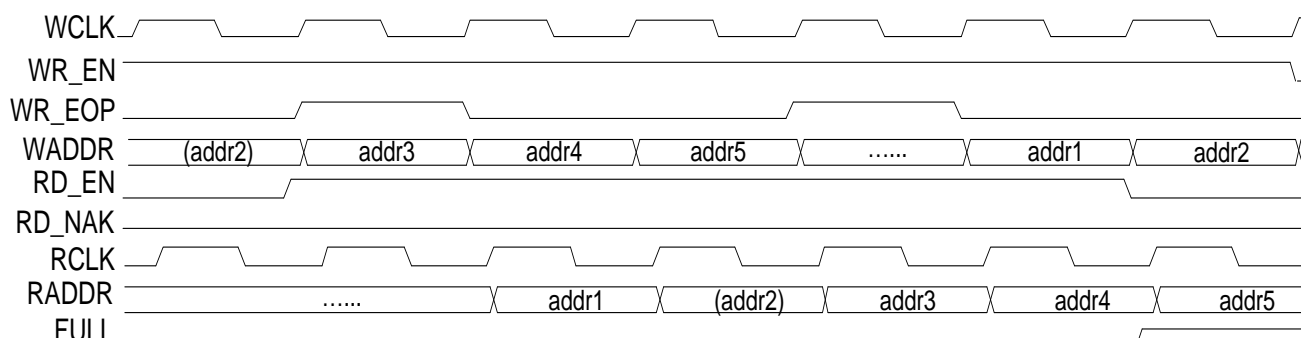 WCLK
WR_EN
WR_EOP
WADDR (addr2) addr3 addr4 addr5 …... addr1 addr2
RD_EN
RD_NAK
RCLK
RADDR …... addr1 (addr2) addr3 addr4 addr5
FULL